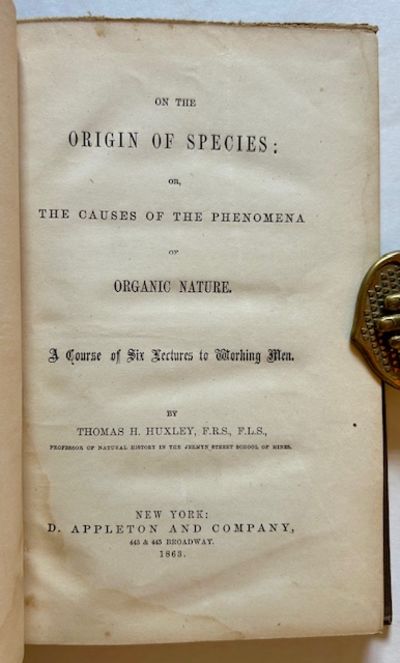 ON THE
ORIGIN OF SPECIES:
OR,
THE CAUSES OF THE PHENOMENA
OF
ORGANIC NATURE.
A Course of Six Lectures to Working Men.
BY
THOMAS H. HUXLEY, F.R.S., F.L.S.,
PROFESSOR OF NATURAL HISTORY IN THE JERMYN STREET SCHOOL OF MINES.
NEW YORK:
D. APPLETON AND COMPANY,
443 & 445 BROADWAY.
1863.